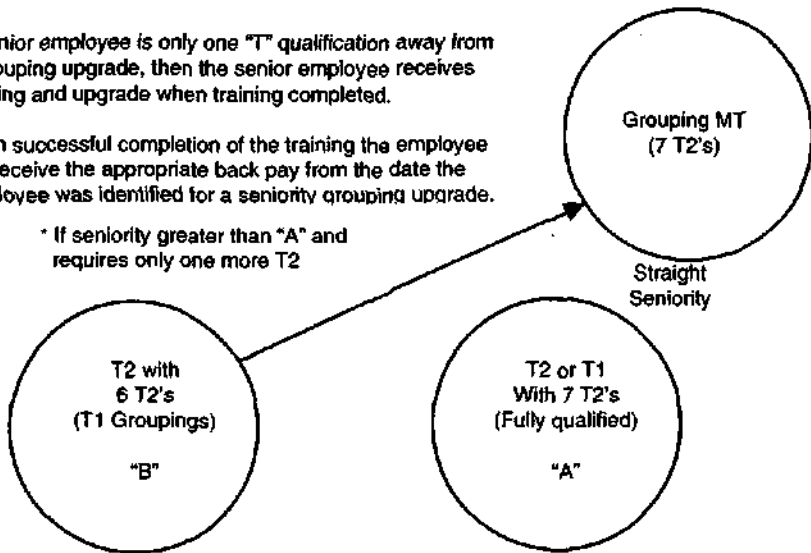 nior employee is only one "T" qualification away from
ouping upgrade, then the senior employee receives
ing and upgrade when training completed.
n successful completion of the training the employee
eceive the appropriate back pay from the date the
loyee was identified for a seniority grouping upgrade.
* If seniority greater than "A" and
requires only one more T2
Grouping MT
(7 T2's)
Straight
Seniority
T2 with
6 T2's
(T1 Groupings)
"B"
T2 or T1
With 7 T2's
(Fully qualified)
"A"